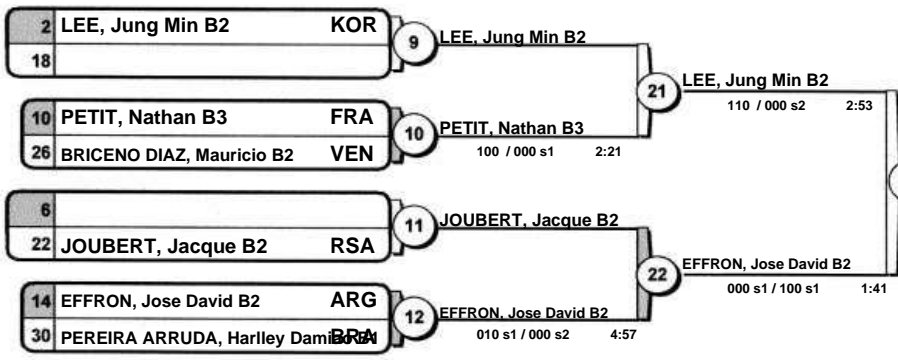 2 LEE, Jung Min B2 KOR
18
9
LEE, Jung Min B2
10 PETIT, Nathan B3 FRA
26 BRICENO DIAZ, Mauricio B2 VEN
10
PETIT, Nathan B3
100 / 000 s1 2:21
21
LEE, Jung Min B2
110 / 000 s2 2:53
6
22 JOUBERT, Jacque B2 RSA
11
JOUBERT, Jacque B2
14 EFFRON, Jose David B2 ARG
30 PEREIRA ARRUDA, Harlley Damiao B1 BRA
12
EFFRON, Jose David B2
010 s1 / 000 s2 4:57
22
EFFRON, Jose David B2
000 s1 / 100 s1 1:41